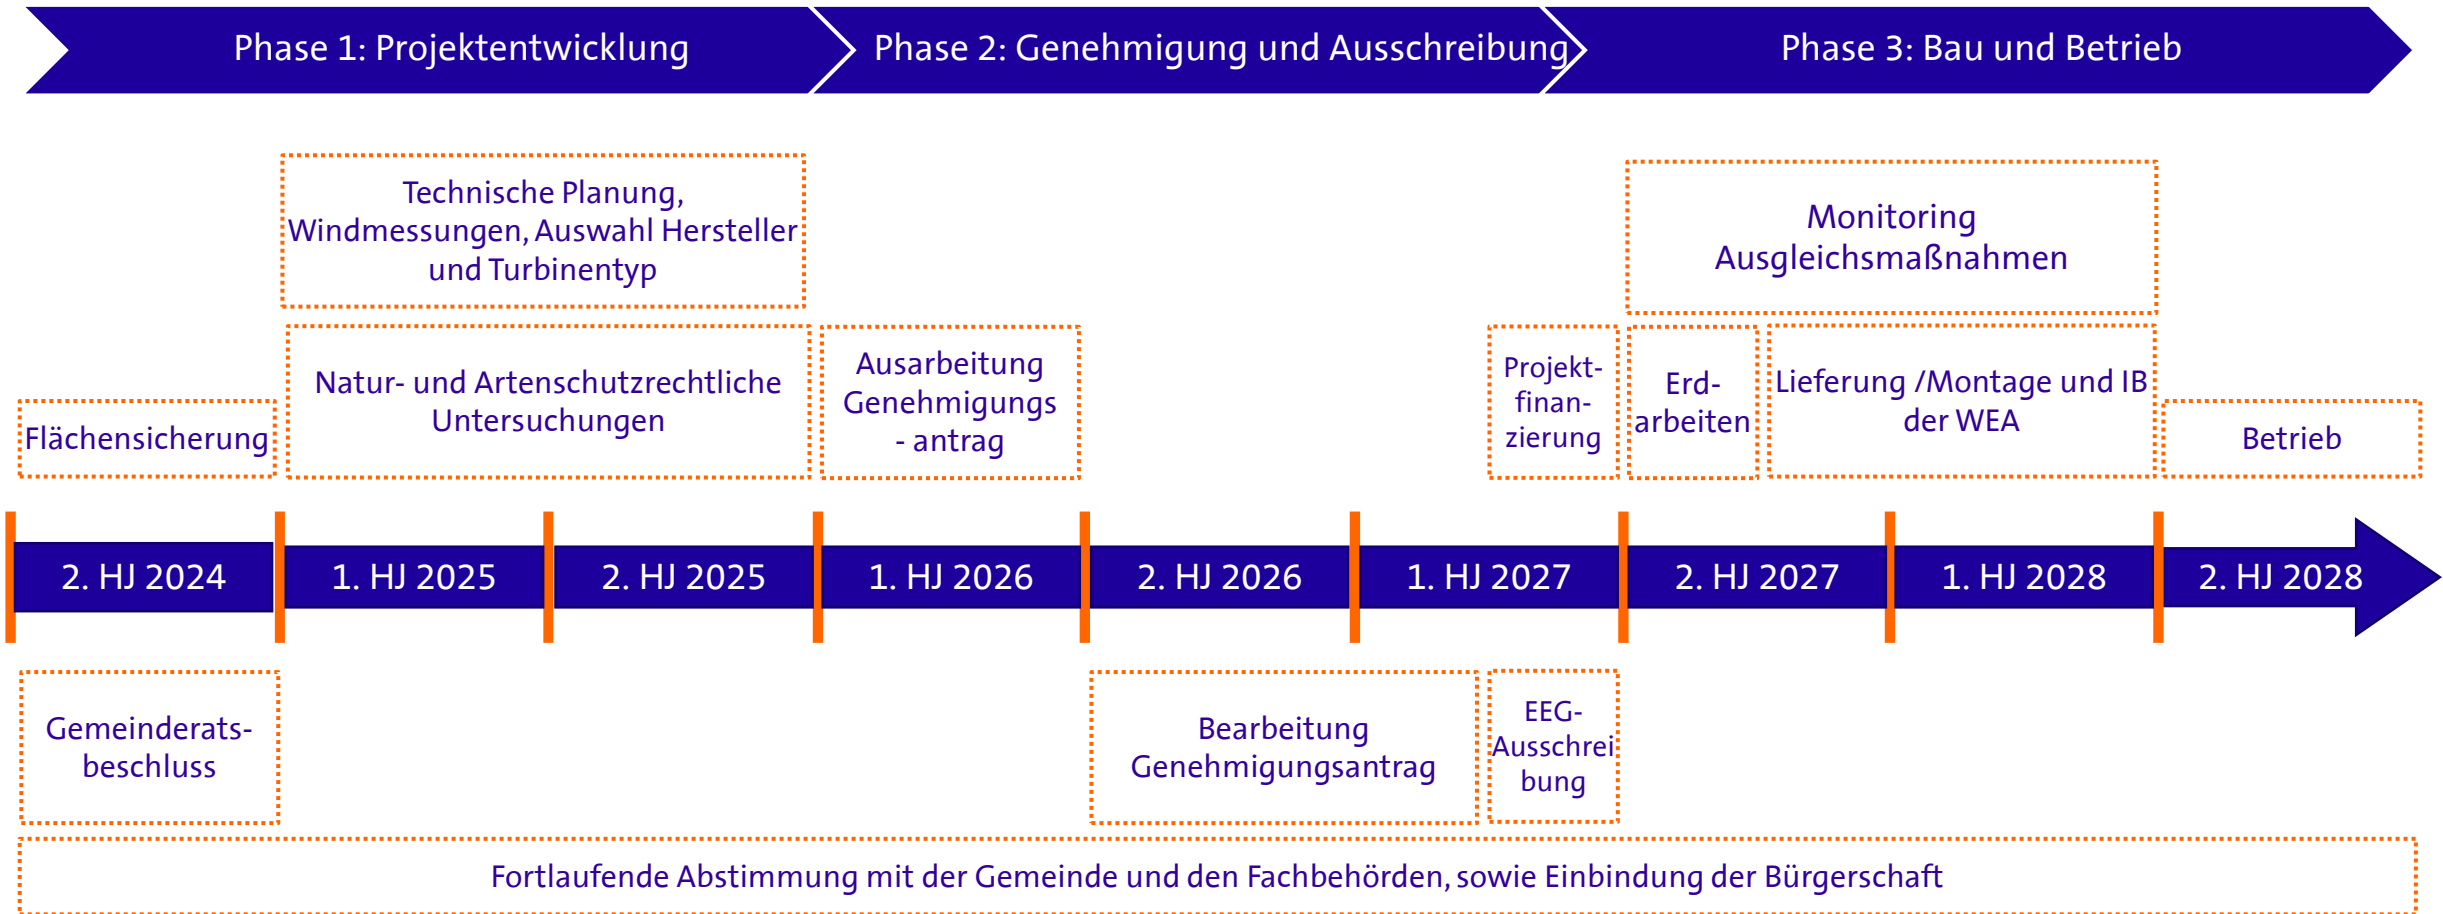 Phase 1: Projektentwicklung
Phase 2: Genehmigung und Ausschreibung
Phase 3: Bau und Betrieb
Technische Planung,
Windmessungen, Auswahl Hersteller
und Turbinentyp
Monitoring
Ausgleichsmaßnahmen
Flächensicherung
Natur- und Artenschutzrechtliche
Untersuchungen
Ausarbeitung
Genehmigungs
- antrag
Projekt-
finan-
zierung
Erd-
arbeiten
Lieferung /Montage und IB
der WEA
Betrieb
2. HJ 2024
1. HJ 2025
2. HJ 2025
1. HJ 2026
2. HJ 2026
1. HJ 2027
2. HJ 2027
1. HJ 2028
2. HJ 2028
Gemeinderats-
beschluss
Bearbeitung
Genehmigungsantrag
EEG-
Ausschrei
bung
Fortlaufende Abstimmung mit der Gemeinde und den Fachbehörden, sowie Einbindung der Bürgerschaft